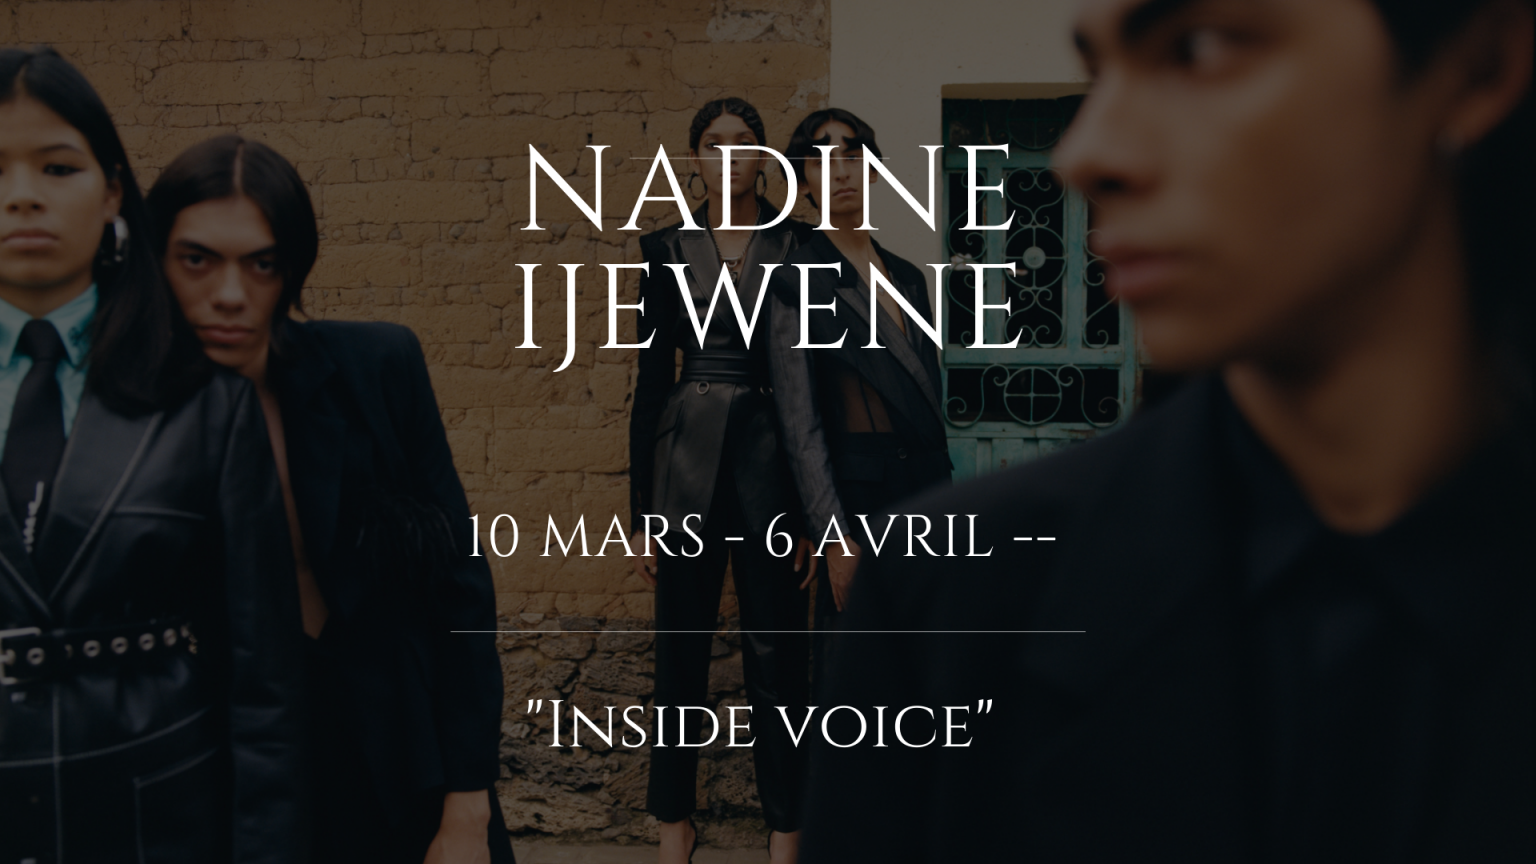 NADINE
IJEWENE
10 MARS - 6 AVRIL --
"INSIDE VOICE"